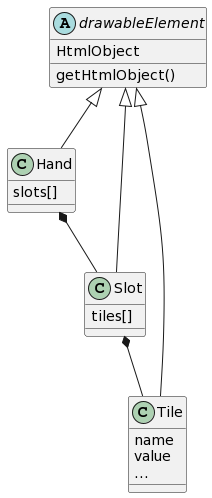 A drawableElement
HtmlObject
getHtmlObject()
C Hand
slots[]
C Slot
tiles[]
C Tile
name
value
...